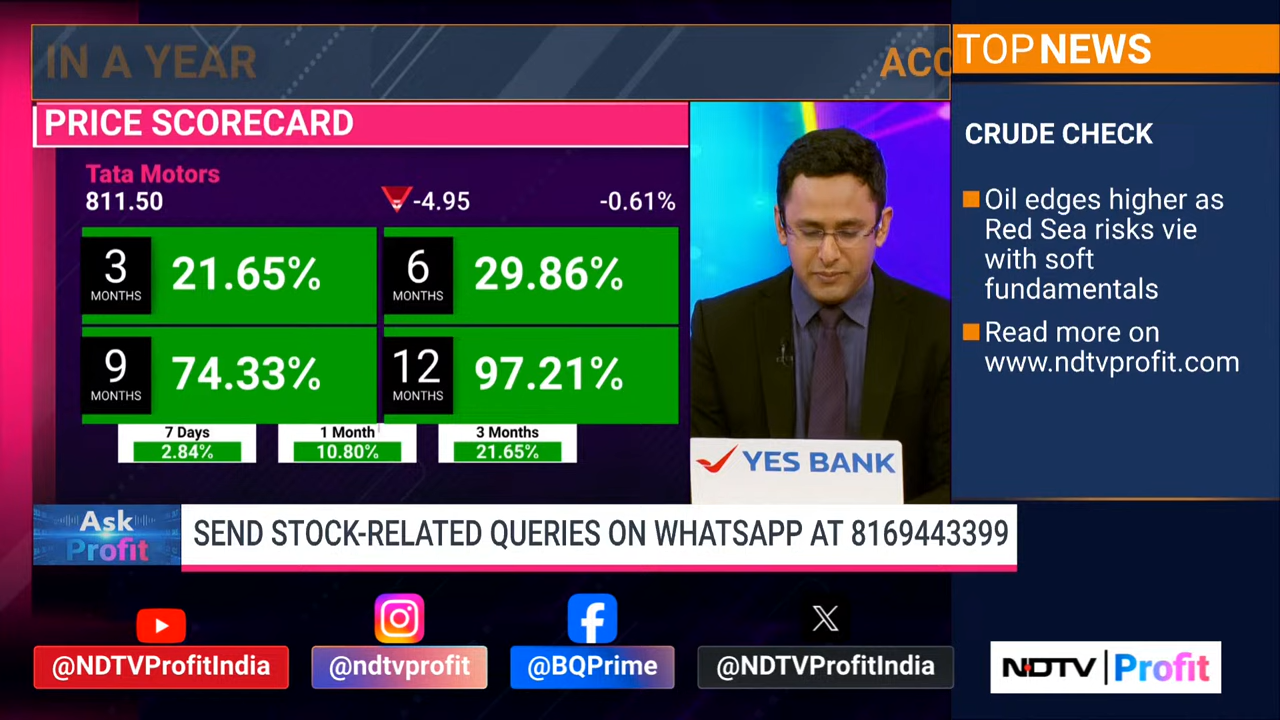 IN A YEAR
ACC
TOP NEWS
PRICE SCORECARD
Tata Motors
811.50
-4.95
-0.61%
3 MONTHS
21.65%
6 MONTHS
29.86%
9 MONTHS
74.33%
12 MONTHS
97.21%
7 Days
2.84%
1 Month
10.80%
3 Months
21.65%
YES BANK
CRUDE CHECK
Oil edges higher as
Red Sea risks vie
with soft
fundamentals
Read more on
www.ndtvprofit.com
Ask
Profit
SEND STOCK-RELATED QUERIES ON WHATSAPP AT 8169443399
@NDTVProfitIndia
@ndtvprofit
@BQPrime
@NDTVProfitIndia
NDTV Profit